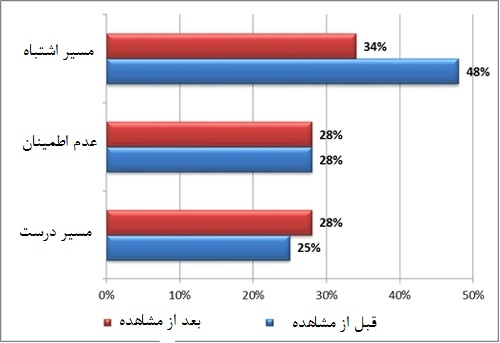 مسیر اشتباه
34%
48%
عدم اطمینان
28%
28%
مسیر درست
28%
25%
0% 10% 20% 30% 40% 50%
بعد از مشاهده قبل از مشاهده